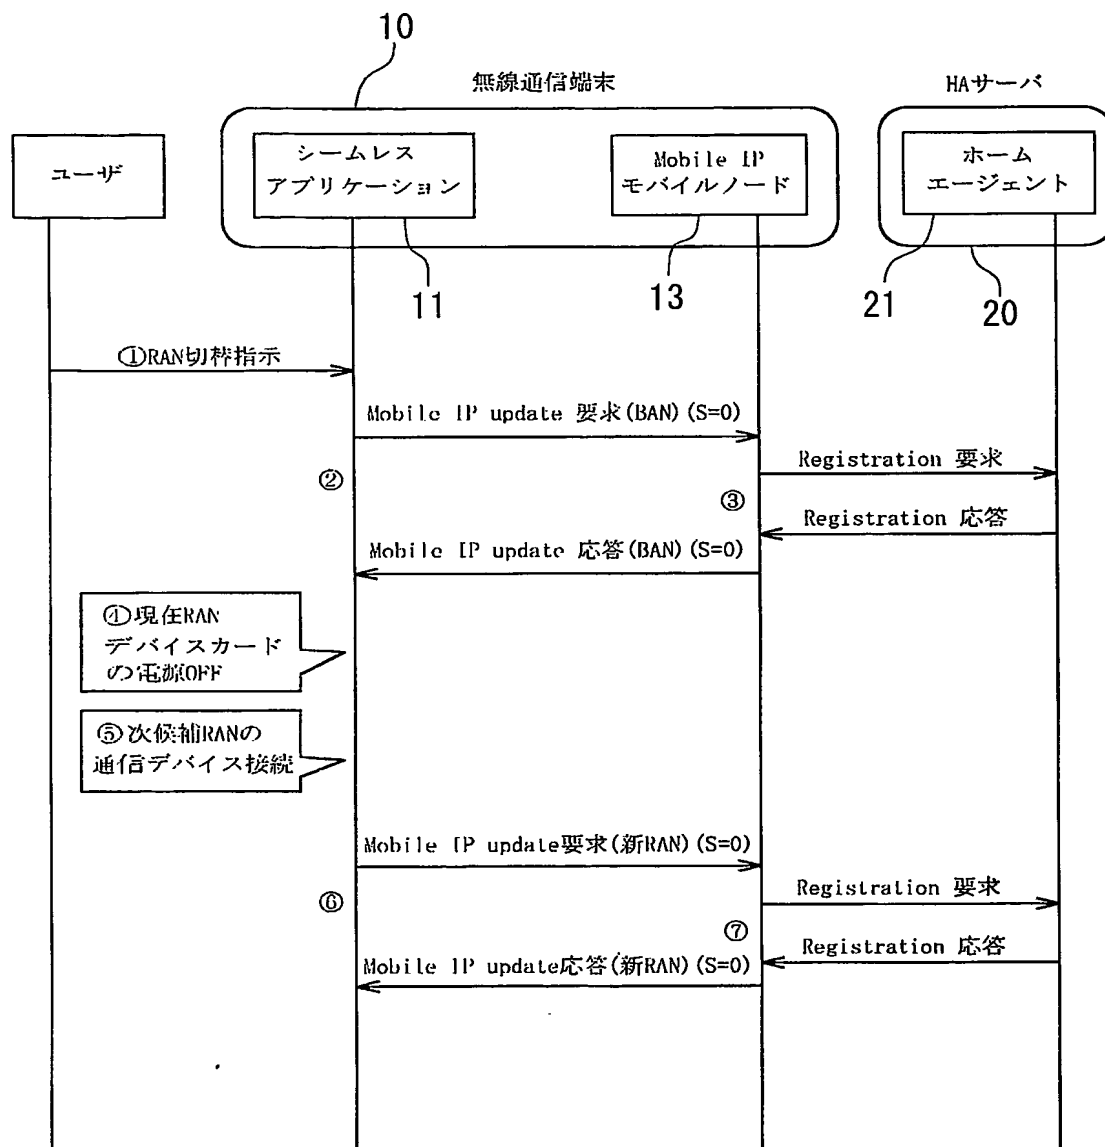 10
無線通信端末
HAサーバ
ユーザ
シームレス
アプリケーション
Mobile IP
モバイルノード
ホーム
エージェント
11
13
21
20
①RAN切替指示
Mobile IP update 要求(BAN)(S=0)
②
Registration 要求
③
Registration 応答
Mobile IP update 応答(BAN)(S=0)
④現在RAN
デバイスカード
の電源OFF
⑤次候補RANの
通信デバイス接続
Mobile IP update要求(新RAN)(S=0)
⑥
Registration 要求
⑦
Registration 応答
Mobile IP update応答(新RAN)(S=0)